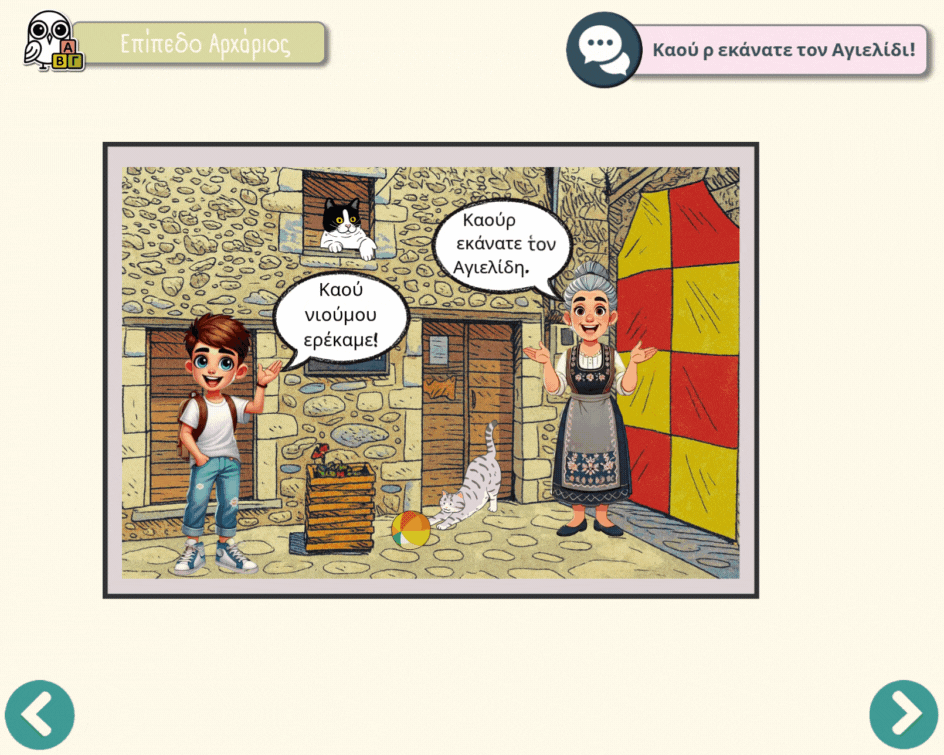 Επίπεδο Αρχάριος
Καού ρ εκάνατε τον Αγιελίδι!
Καούρ
εκάνατε τον
Αγιελίδη.
Καού
νιούμου
ερέκαμε!
Α
Β Γ